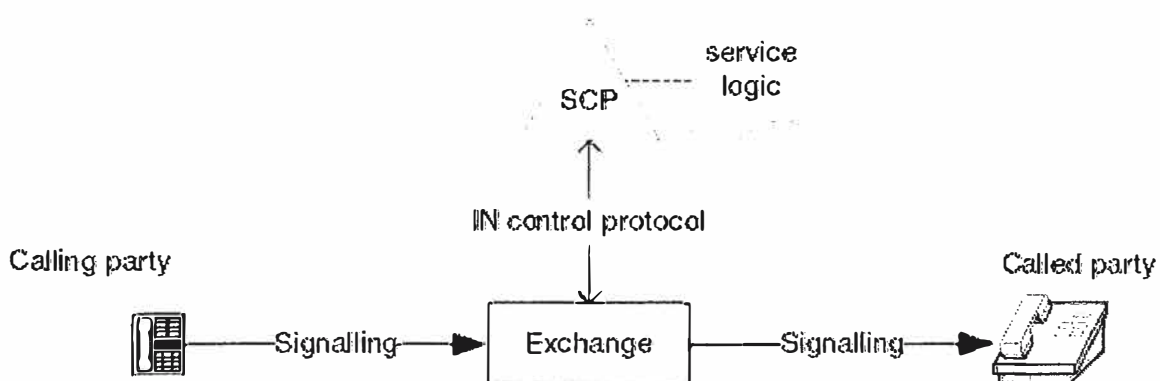 service
logic
SCP
IN control protocol
Calling party
Called party
Signalling
Exchange
Signalling